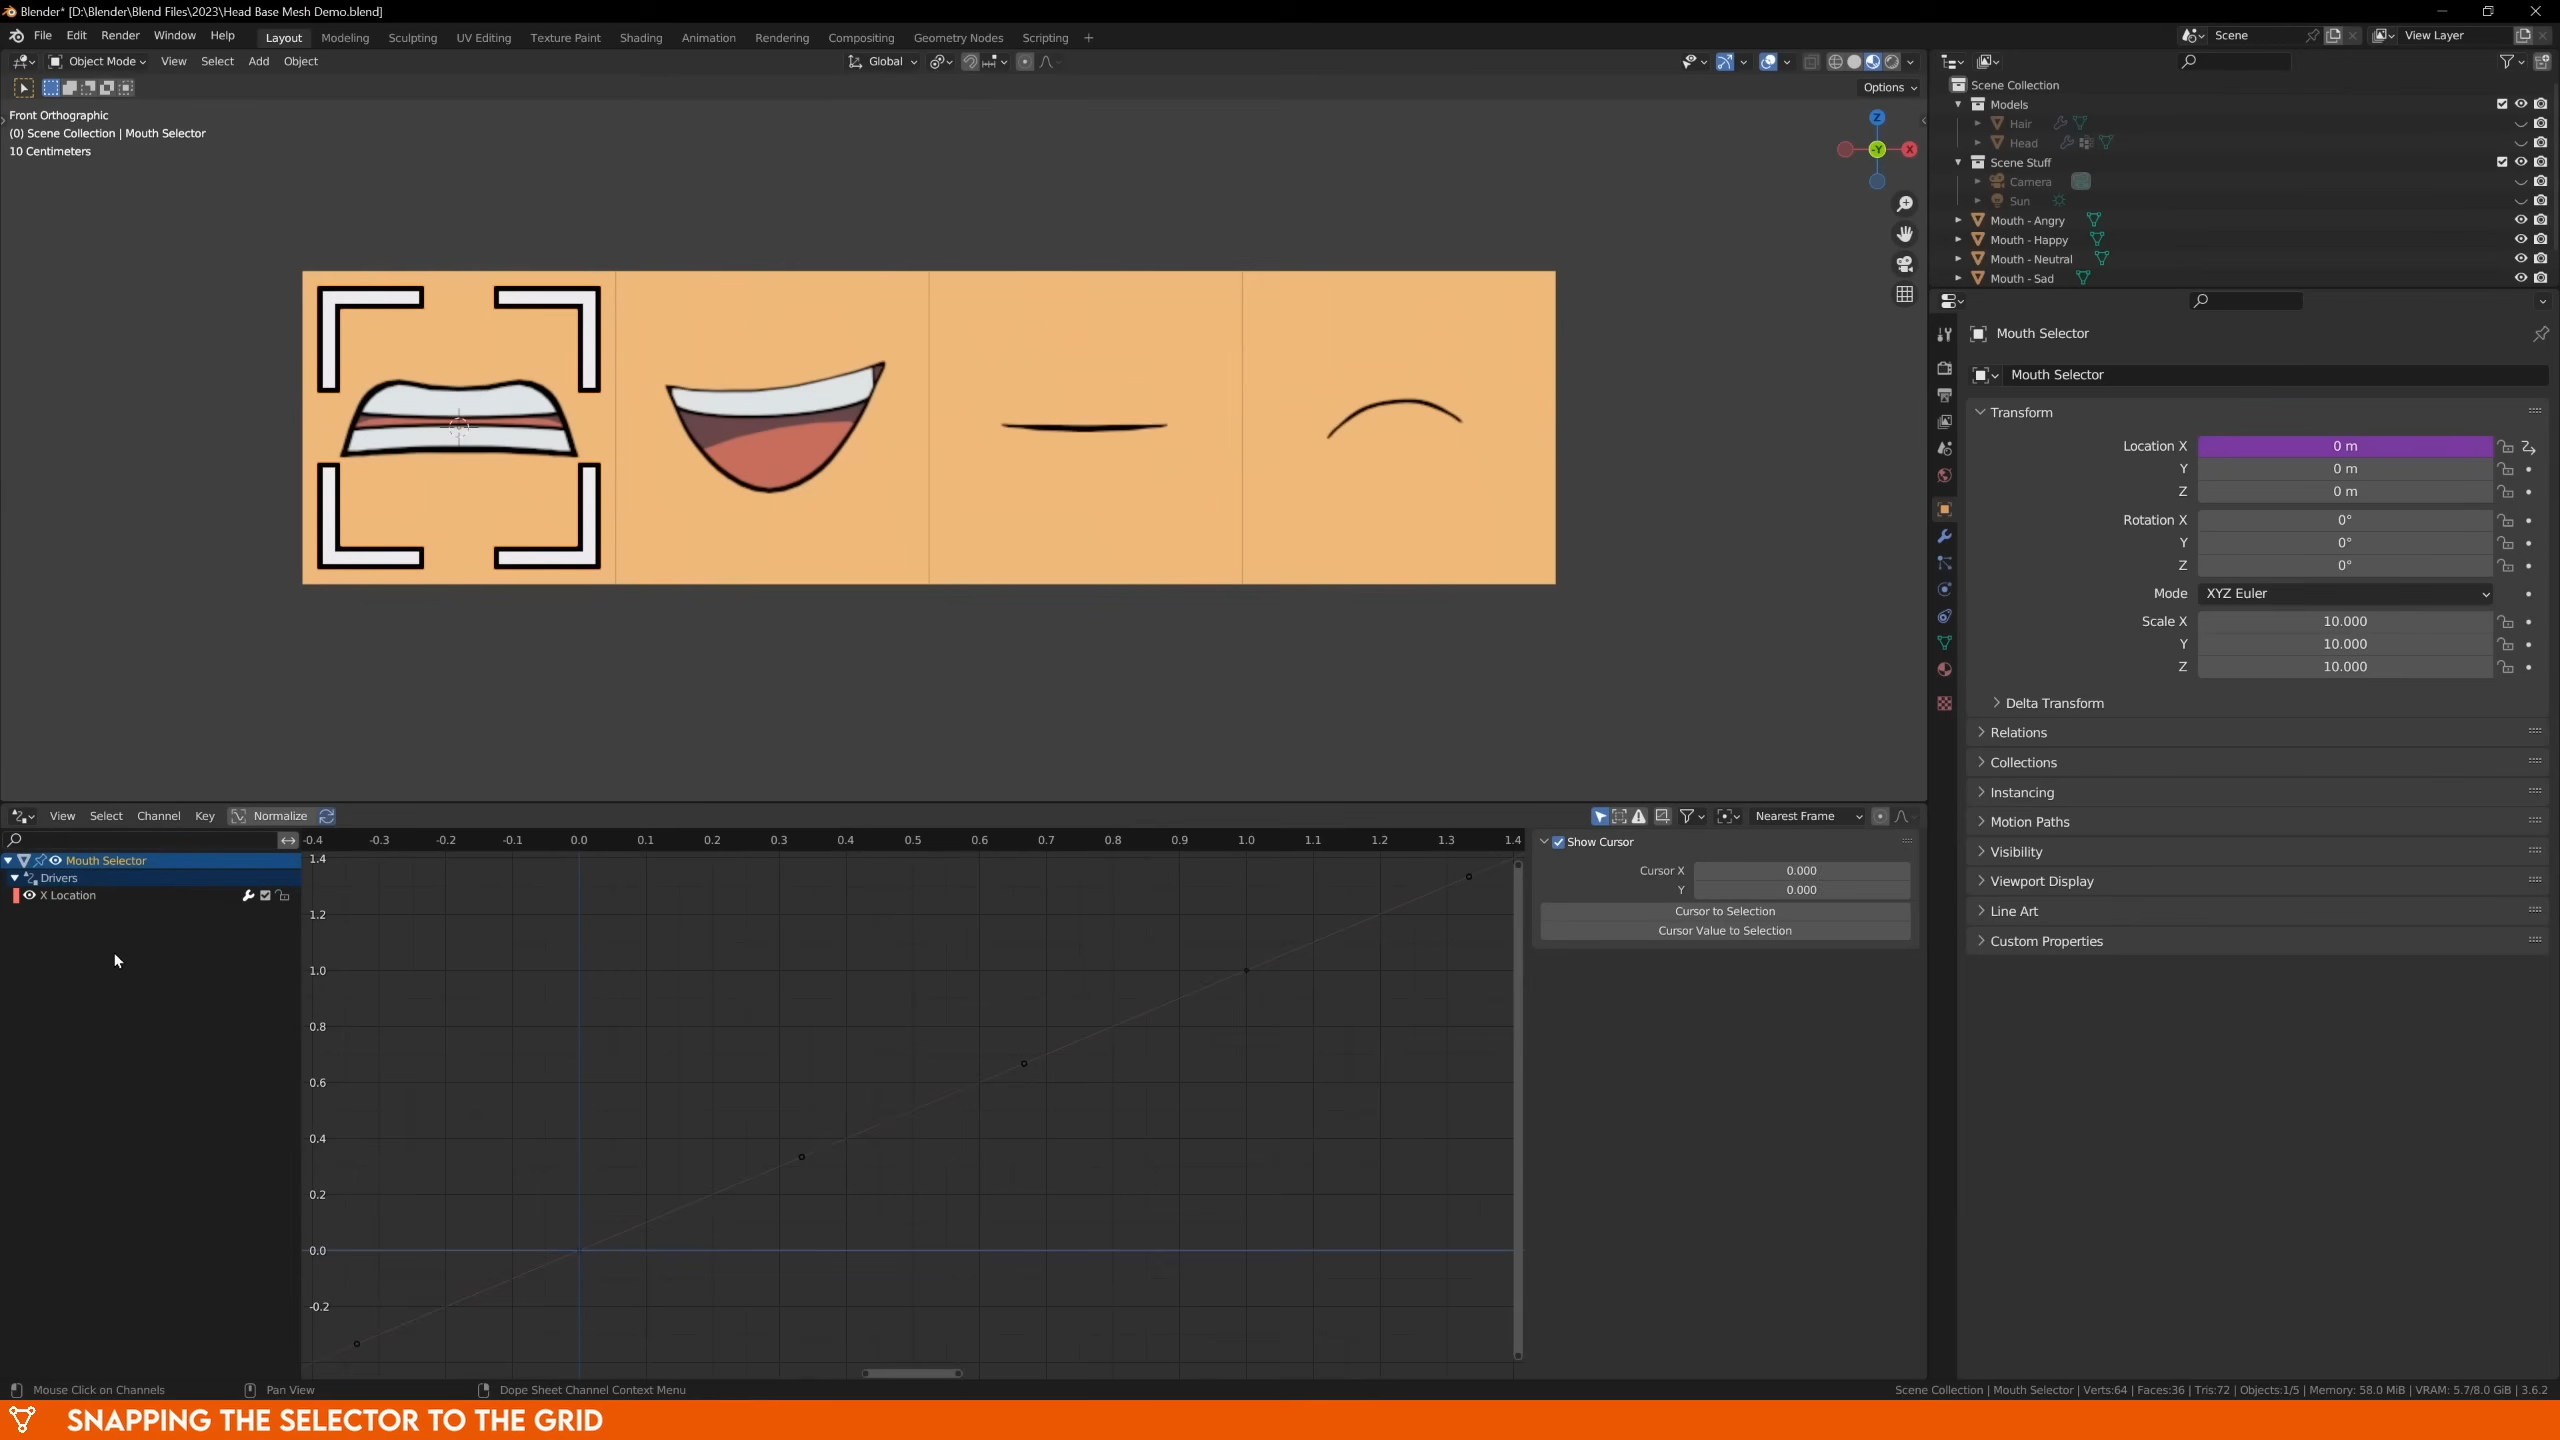 Blender* [D:\Blender\Blend Files\2023\Head Base Mesh Demo.blend]
File Edit Render Window Help Layout Modeling Sculpting UV Editing Texture Paint Shading Animation Rendering Compositing Geometry Nodes Scripting + Scene View Layer
Object Mode View Select Add Object Global
Options
Front Orthographic
(0) Scene Collection | Mouth Selector
10 Centimeters
Z
-Y
X
Scene Collection
Models
Hair
Head
Scene Stuff
Camera
Sun
Mouth - Angry
Mouth - Happy
Mouth - Neutral
Mouth - Sad
Mouth Selector
Mouth Selector
Transform
Location X 0 m
Y 0 m
Z 0 m
Rotation X 0°
Y 0°
Z 0°
Mode XYZ Euler
Scale X 10.000
Y 10.000
Z 10.000
Delta Transform
Relations
Collections
Instancing
Motion Paths
Visibility
Viewport Display
Line Art
Custom Properties
View Select Channel Key Normalize Nearest Frame
-0.4 -0.3 -0.2 -0.1 0.0 0.1 0.2 0.3 0.4 0.5 0.6 0.7 0.8 0.9 1.0 1.1 1.2 1.3 1.4
Mouth Selector
Drivers
X Location
1.4
1.2
1.0
0.8
0.6
0.4
0.2
0.0
-0.2
Show Cursor
Cursor X 0.000
Y 0.000
Cursor to Selection
Cursor Value to Selection
Mouse Click on Channels Pan View Dope Sheet Channel Context Menu
Scene Collection | Mouth Selector | Verts:64 | Faces:36 | Tris:72 | Objects:1/5 | Memory: 58.0 MiB | VRAM: 5.7/8.0 GiB | 3.6.2
SNAPPING THE SELECTOR TO THE GRID